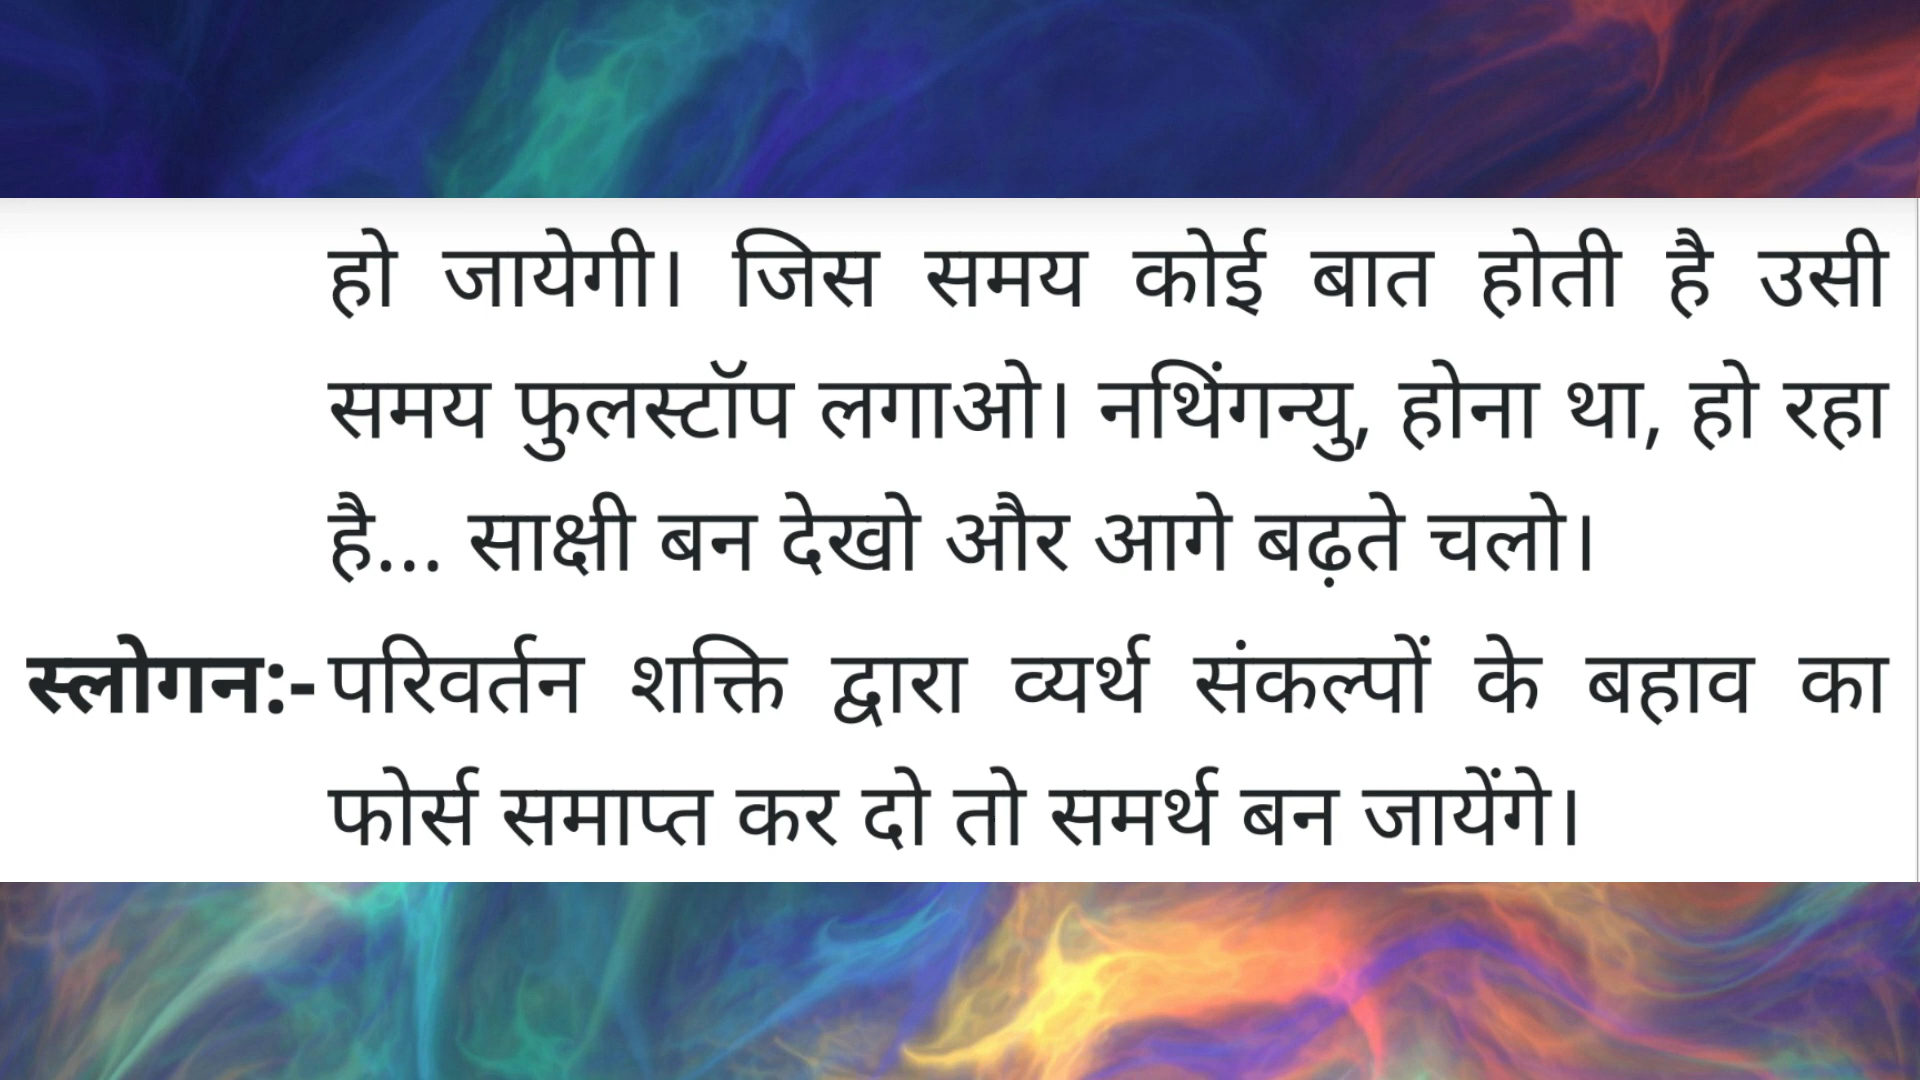 हो जायेगी। जिस समय कोई बात होती है उसी
समय फुलस्टॉप लगाओ। नथिंगन्यु, होना था, हो रहा
है... साक्षी बन देखो और आगे बढ़ते चलो।
स्लोगन:- परिवर्तन शक्ति द्वारा व्यर्थ संकल्पों के बहाव का
फोर्स समाप्त कर दो तो समर्थ बन जायेंगे।